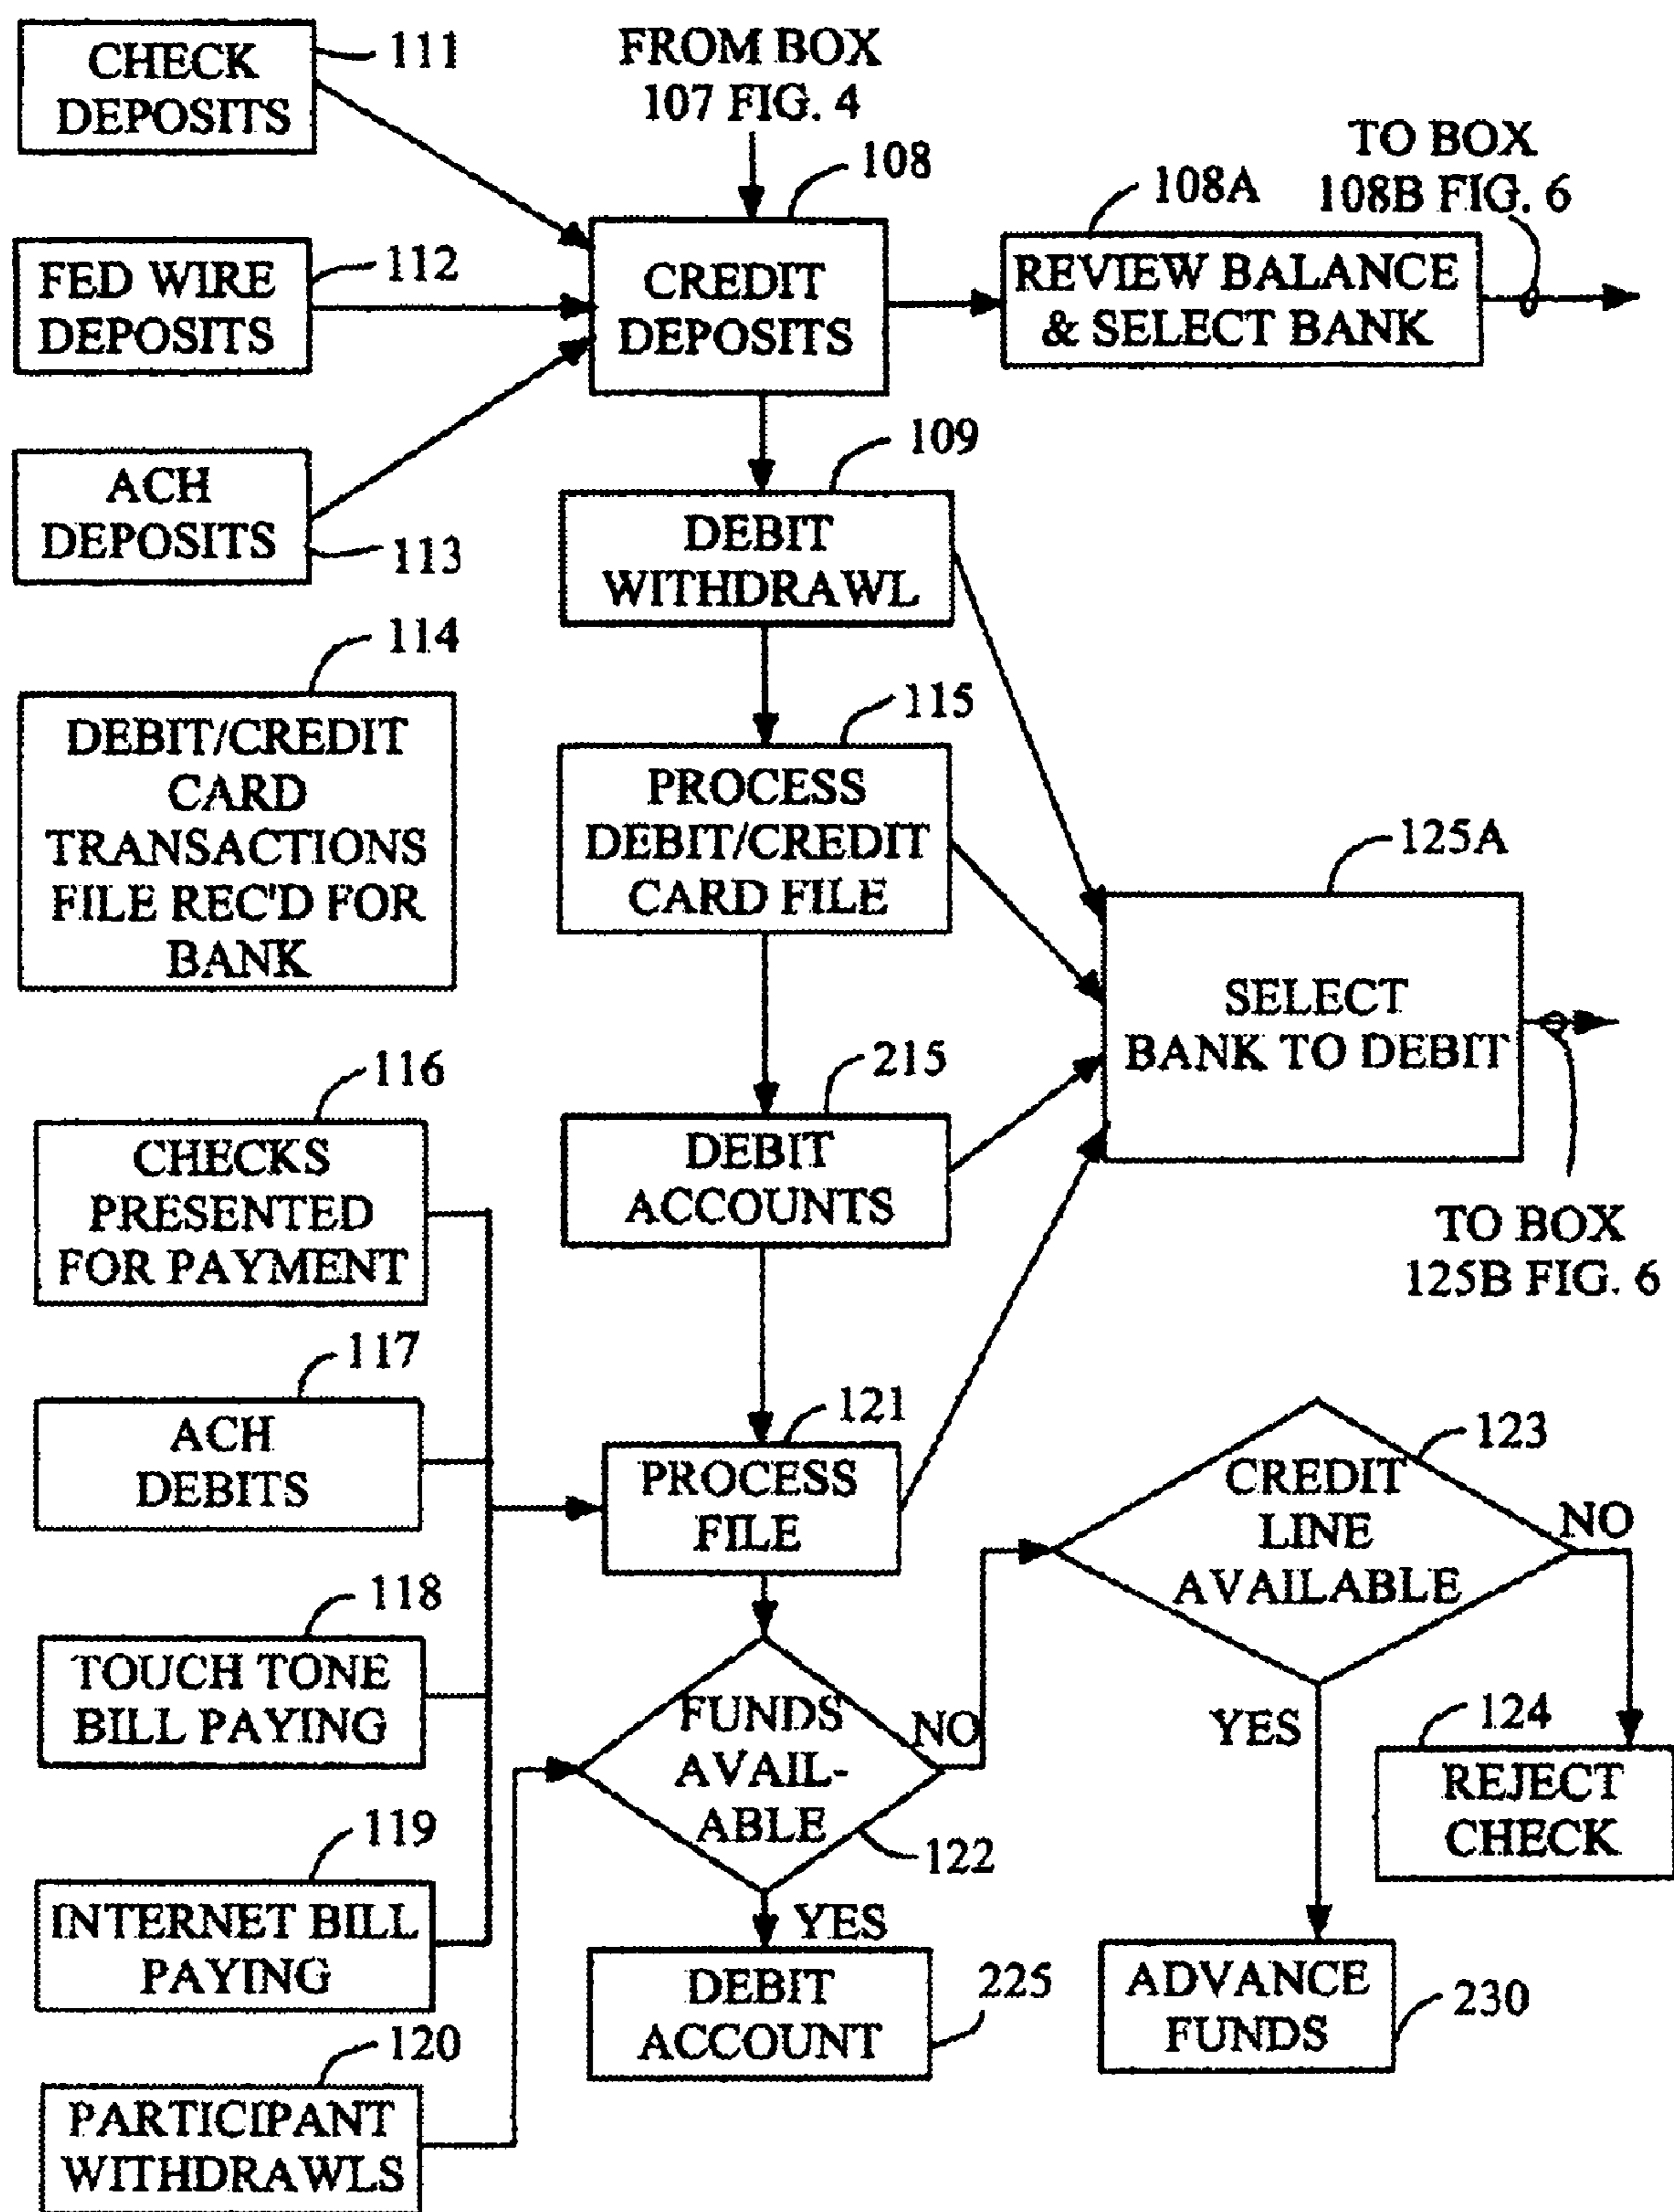 CHECK
DEPOSITS
111
FROM BOX
107 FIG. 4
108
108A
TO BOX
108B FIG. 6
FED WIRE
DEPOSITS
112
CREDIT
DEPOSITS
REVIEW BALANCE
& SELECT BANK
ACH
DEPOSITS
113
109
DEBIT
WITHDRAWL
114
DEBIT/CREDIT
CARD
TRANSACTIONS
FILE REC'D FOR
BANK
115
PROCESS
DEBIT/CREDIT
CARD FILE
125A
SELECT
BANK TO DEBIT
TO BOX
125B FIG. 6
116
CHECKS
PRESENTED
FOR PAYMENT
215
DEBIT
ACCOUNTS
117
ACH
DEBITS
121
PROCESS
FILE
123
CREDIT
LINE
AVAILABLE
NO
YES
118
TOUCH TONE
BILL PAYING
FUNDS
AVAIL-
ABLE
NO
122
YES
124
REJECT
CHECK
119
INTERNET BILL
PAYING
DEBIT
ACCOUNT
225
ADVANCE
FUNDS
230
120
PARTICIPANT
WITHDRAWLS